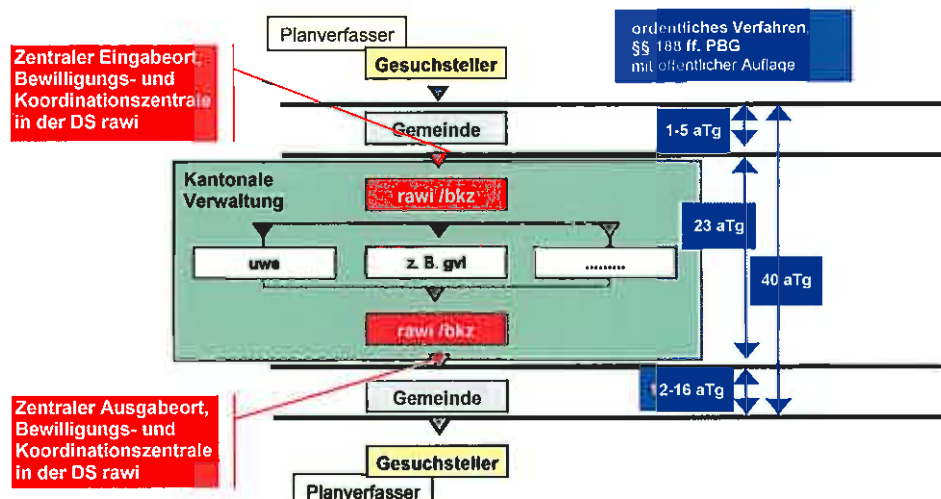 Planverfasser
Gesuchsteller
ordentliches Verfahren,
§§ 188 ff. PBG
mit öffentlicher Auflage
Zentraler Eingabeort,
Bewilligungs- und
Koordinationszentrale
in der DS rawi
Gemeinde
1-5 aTg
Kantonale
Verwaltung
rawi /bkz
23 aTg
uwe
z. B. gvl
.........
40 aTg
rawi /bkz
Gemeinde
2-16 aTg
Zentraler Ausgabeort,
Bewilligungs- und
Koordinationszentrale
in der DS rawi
Gesuchsteller
Planverfasser